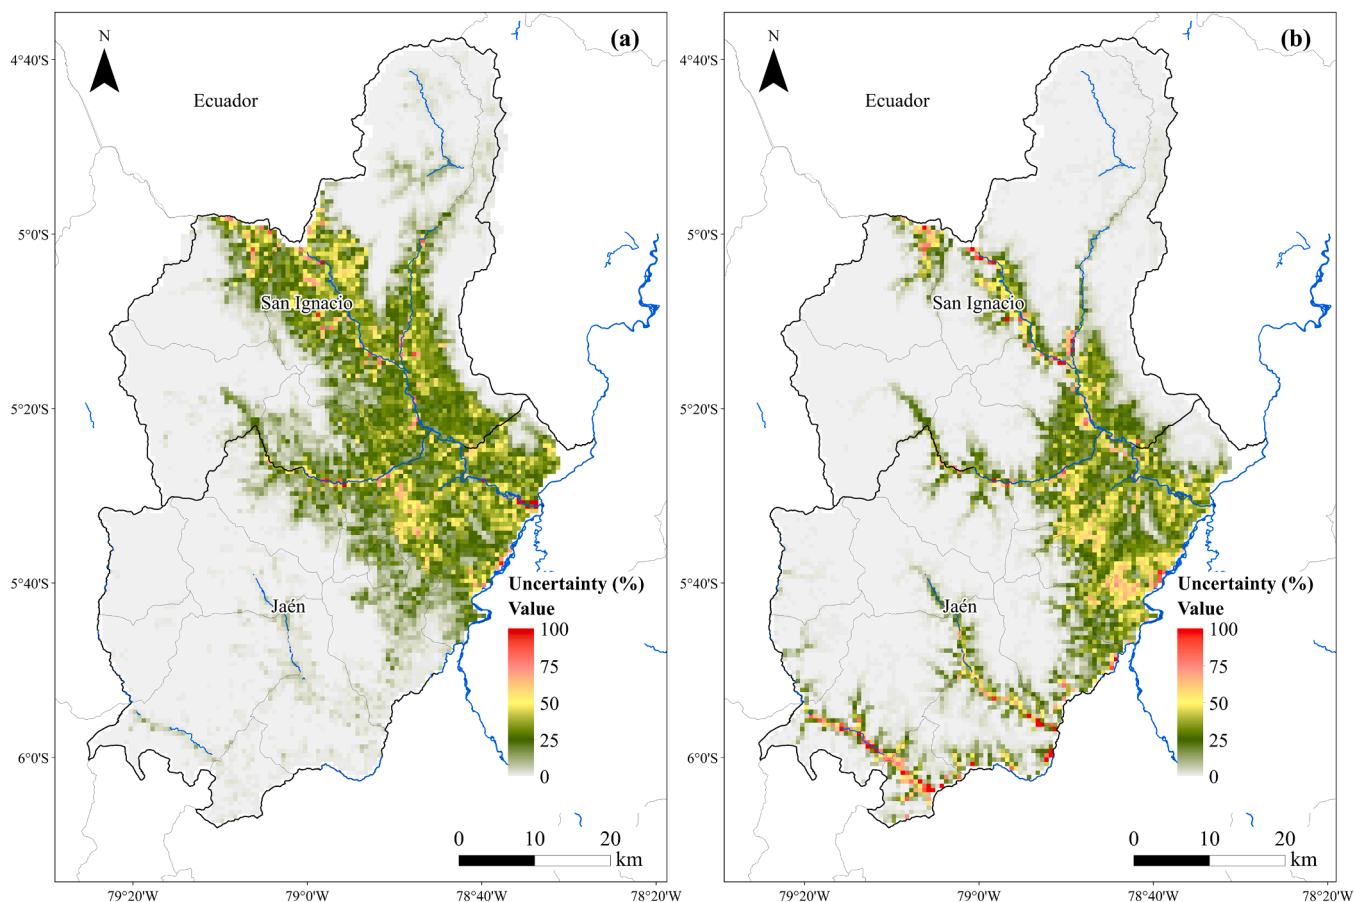 (a)
N
4°40'S
Ecuador
5°0'S
San Ignacio
5°20'S
5°40'S
Jaén
6°0'S
Uncertainty (%)
Value
100
75
50
25
0
0 10 20
km
79°20'W 79°0'W 78°40'W 78°20'W
(b)
N
4°40'S
Ecuador
5°0'S
San Ignacio
5°20'S
5°40'S
Jaén
6°0'S
Uncertainty (%)
Value
100
75
50
25
0
0 10 20
km
79°20'W 79°0'W 78°40'W 78°20'W